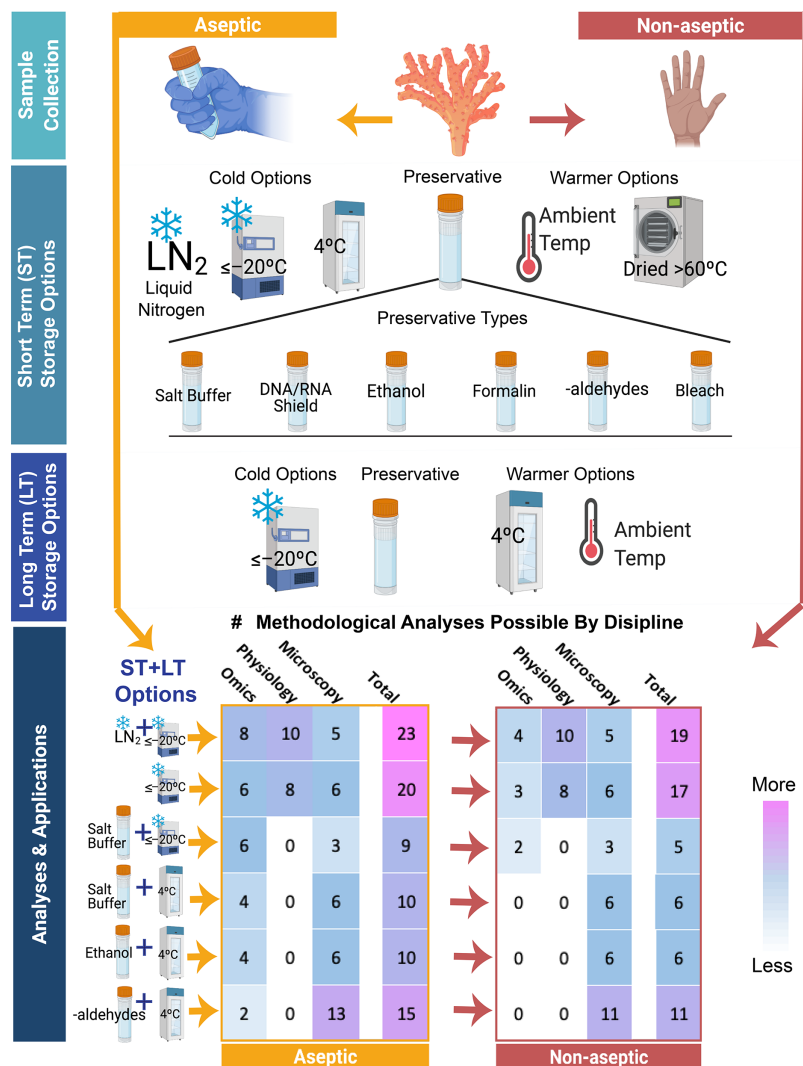 Aseptic
Non-aseptic
Sample
Collection
Short Term (ST)
Storage Options
Cold Options
Preservative
Warmer Options
LN2
Liquid
Nitrogen
≤−20ºC
4ºC
Ambient
Temp
Dried >60ºC
Preservative Types
Salt Buffer
DNA/RNA
Shield
Ethanol
Formalin
-aldehydes
Bleach
Long Term (LT)
Storage Options
Cold Options
Preservative
Warmer Options
≤−20ºC
4ºC
Ambient
Temp
Analyses & Applications
# Methodological Analyses Possible By Disipline
ST+LT
Options
Omics
Physiology
Microscopy
Total
Omics
Physiology
Microscopy
Total
LN2 + ≤−20ºC 8 10 5 23 4 10 5 19
≤−20ºC 6 8 6 20 3 8 6 17
Salt
Buffer + ≤−20ºC 6 0 3 9 2 0 3 5
Salt
Buffer + 4ºC 4 0 6 10 0 0 6 6
Ethanol + 4ºC 4 0 6 10 0 0 6 6
-aldehydes + 4ºC 2 0 13 15 0 0 11 11
More
Less
Aseptic
Non-aseptic